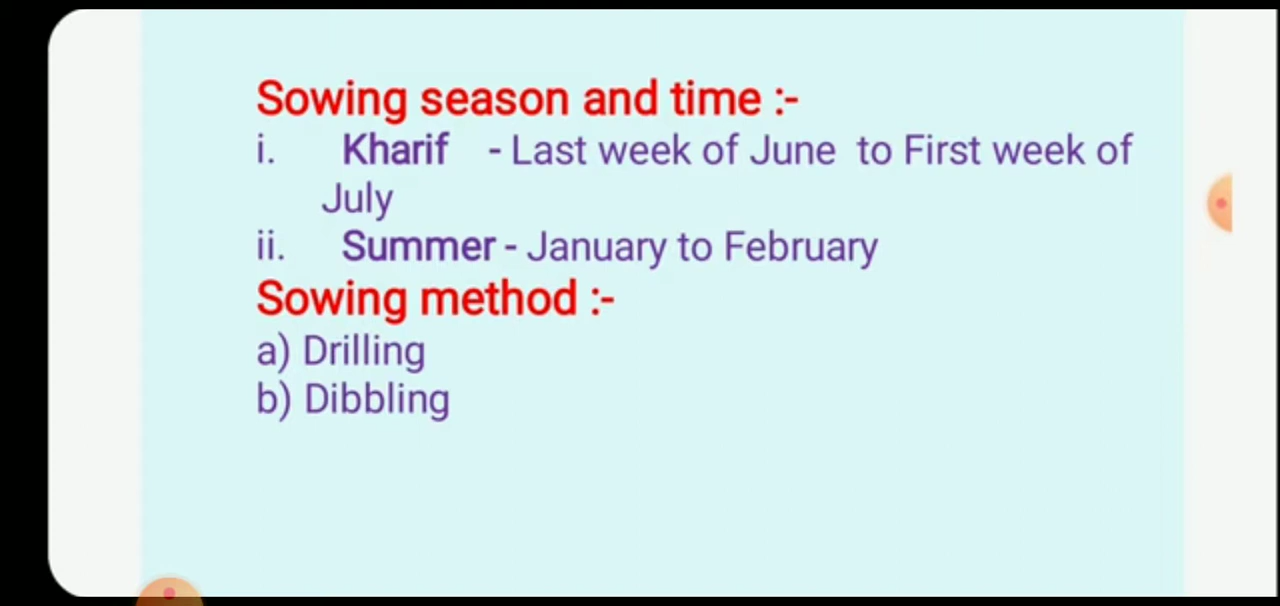 Sowing season and time :-
i. Kharif - Last week of June to First week of
July
ii. Summer - January to February
Sowing method :-
a) Drilling
b) Dibbling